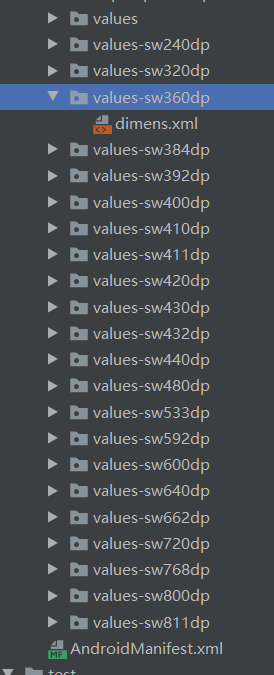 values
values-sw240dp
values-sw320dp
values-sw360dp
dimens.xml
values-sw384dp
values-sw392dp
values-sw400dp
values-sw410dp
values-sw411dp
values-sw420dp
values-sw430dp
values-sw432dp
values-sw440dp
values-sw480dp
values-sw533dp
values-sw592dp
values-sw600dp
values-sw640dp
values-sw662dp
values-sw720dp
values-sw768dp
values-sw800dp
values-sw811dp
MF AndroidManifest.xml
test